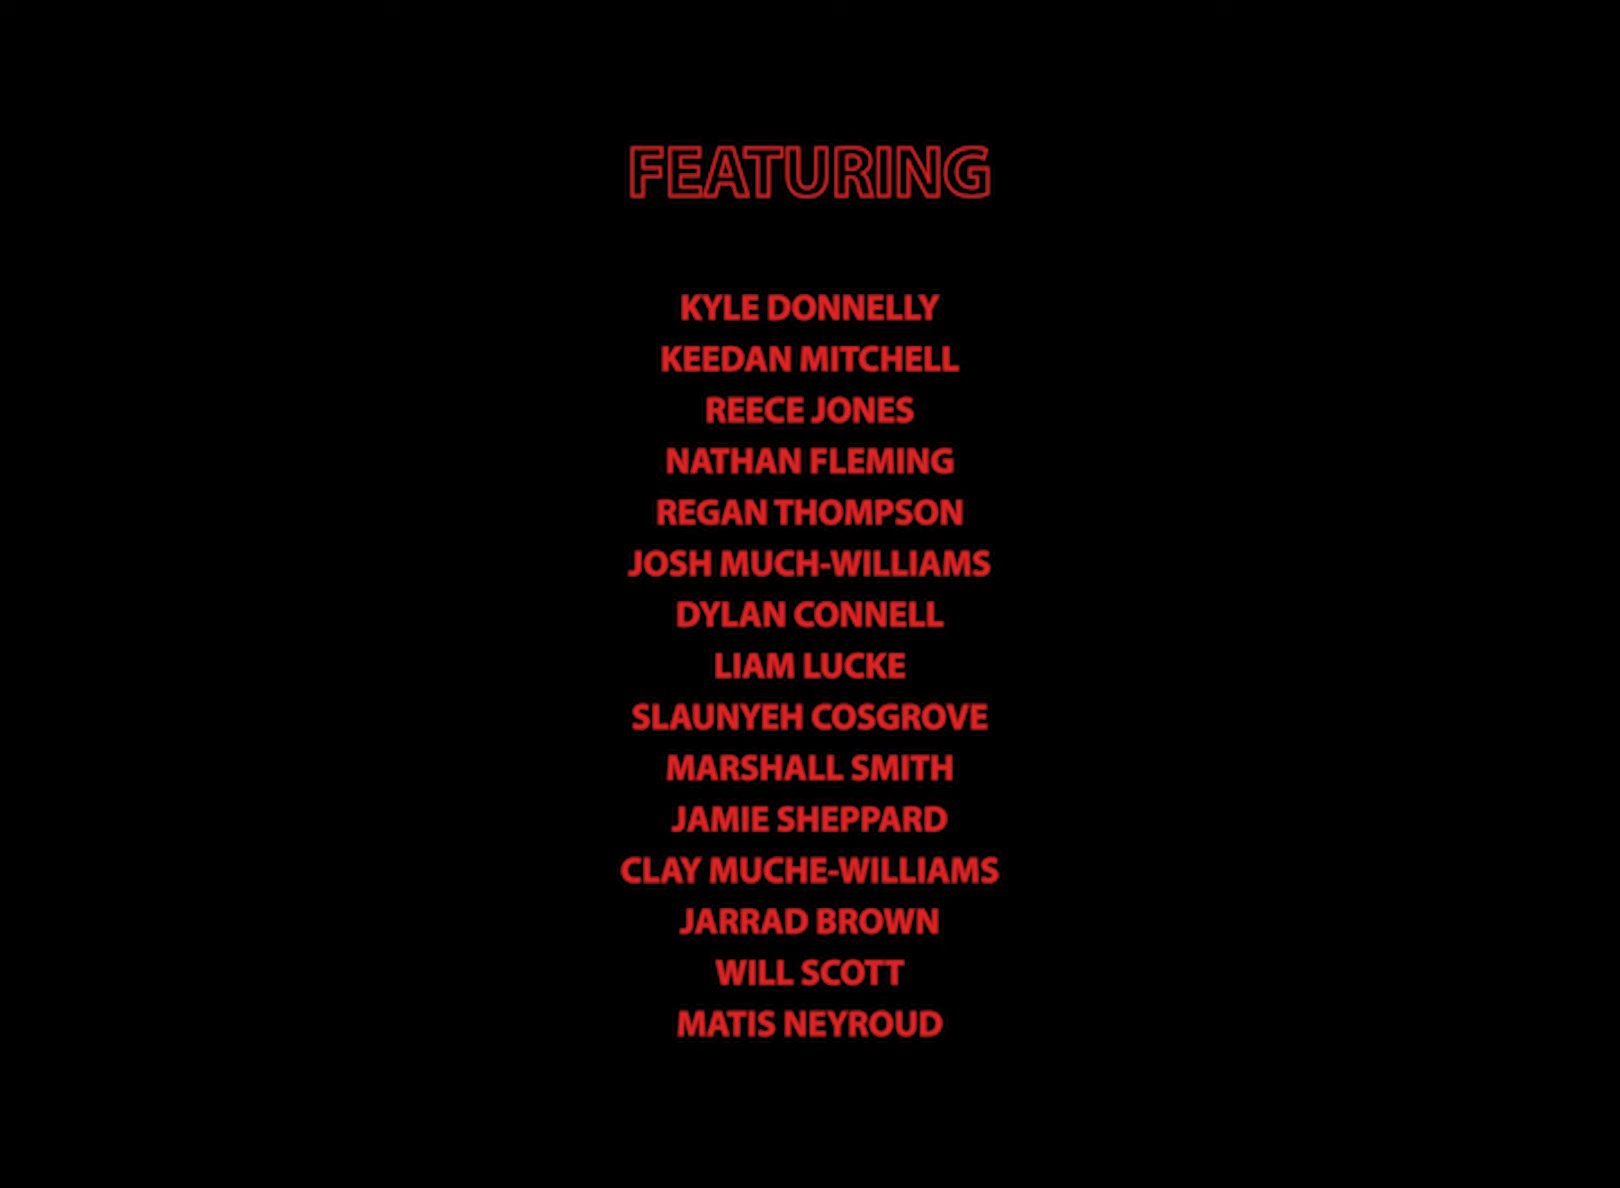 FEATURING
KYLE DONNELLY
KEEDAN MITCHELL
REECE JONES
NATHAN FLEMING
REGAN THOMPSON
JOSH MUCH-WILLIAMS
DYLAN CONNELL
LIAM LUCKE
SLAUNYEH COSGROVE
MARSHALL SMITH
JAMIE SHEPPARD
CLAY MUCHE-WILLIAMS
JARRAD BROWN
WILL SCOTT
MATIS NEYROUD